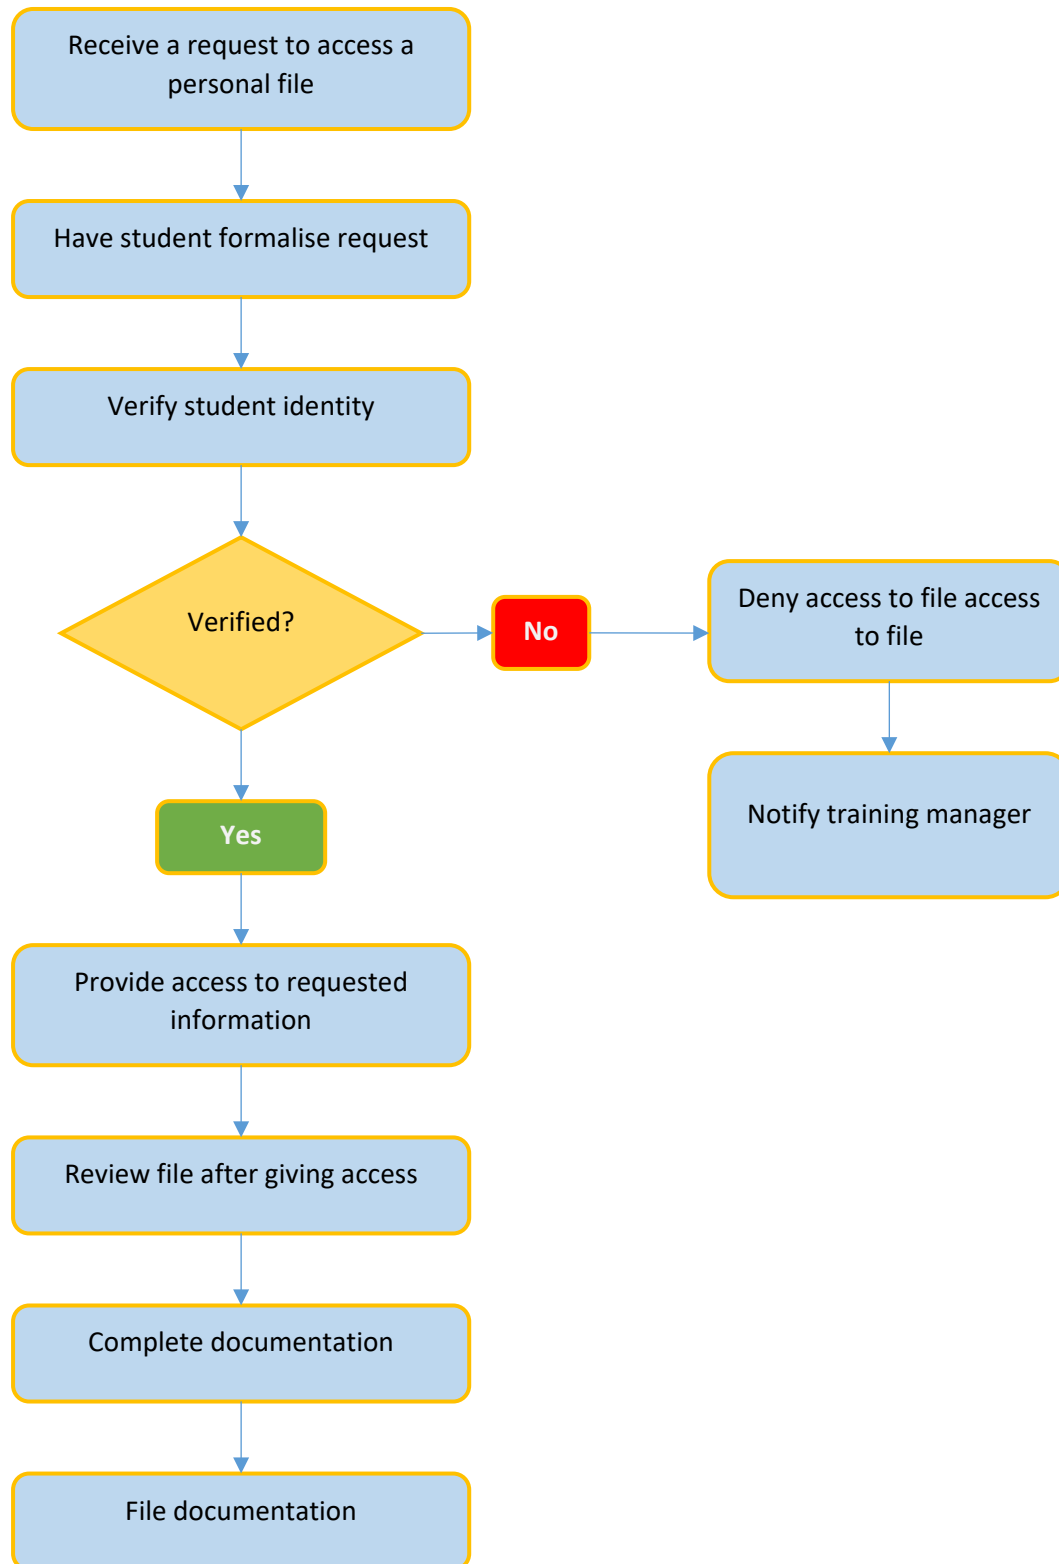 Receive a request to access a
personal file
Have student formalise request
Verify student identity
Verified?
No
Deny access to file access
to file
Notify training manager
Yes
Provide access to requested
information
Review file after giving access
Complete documentation
File documentation